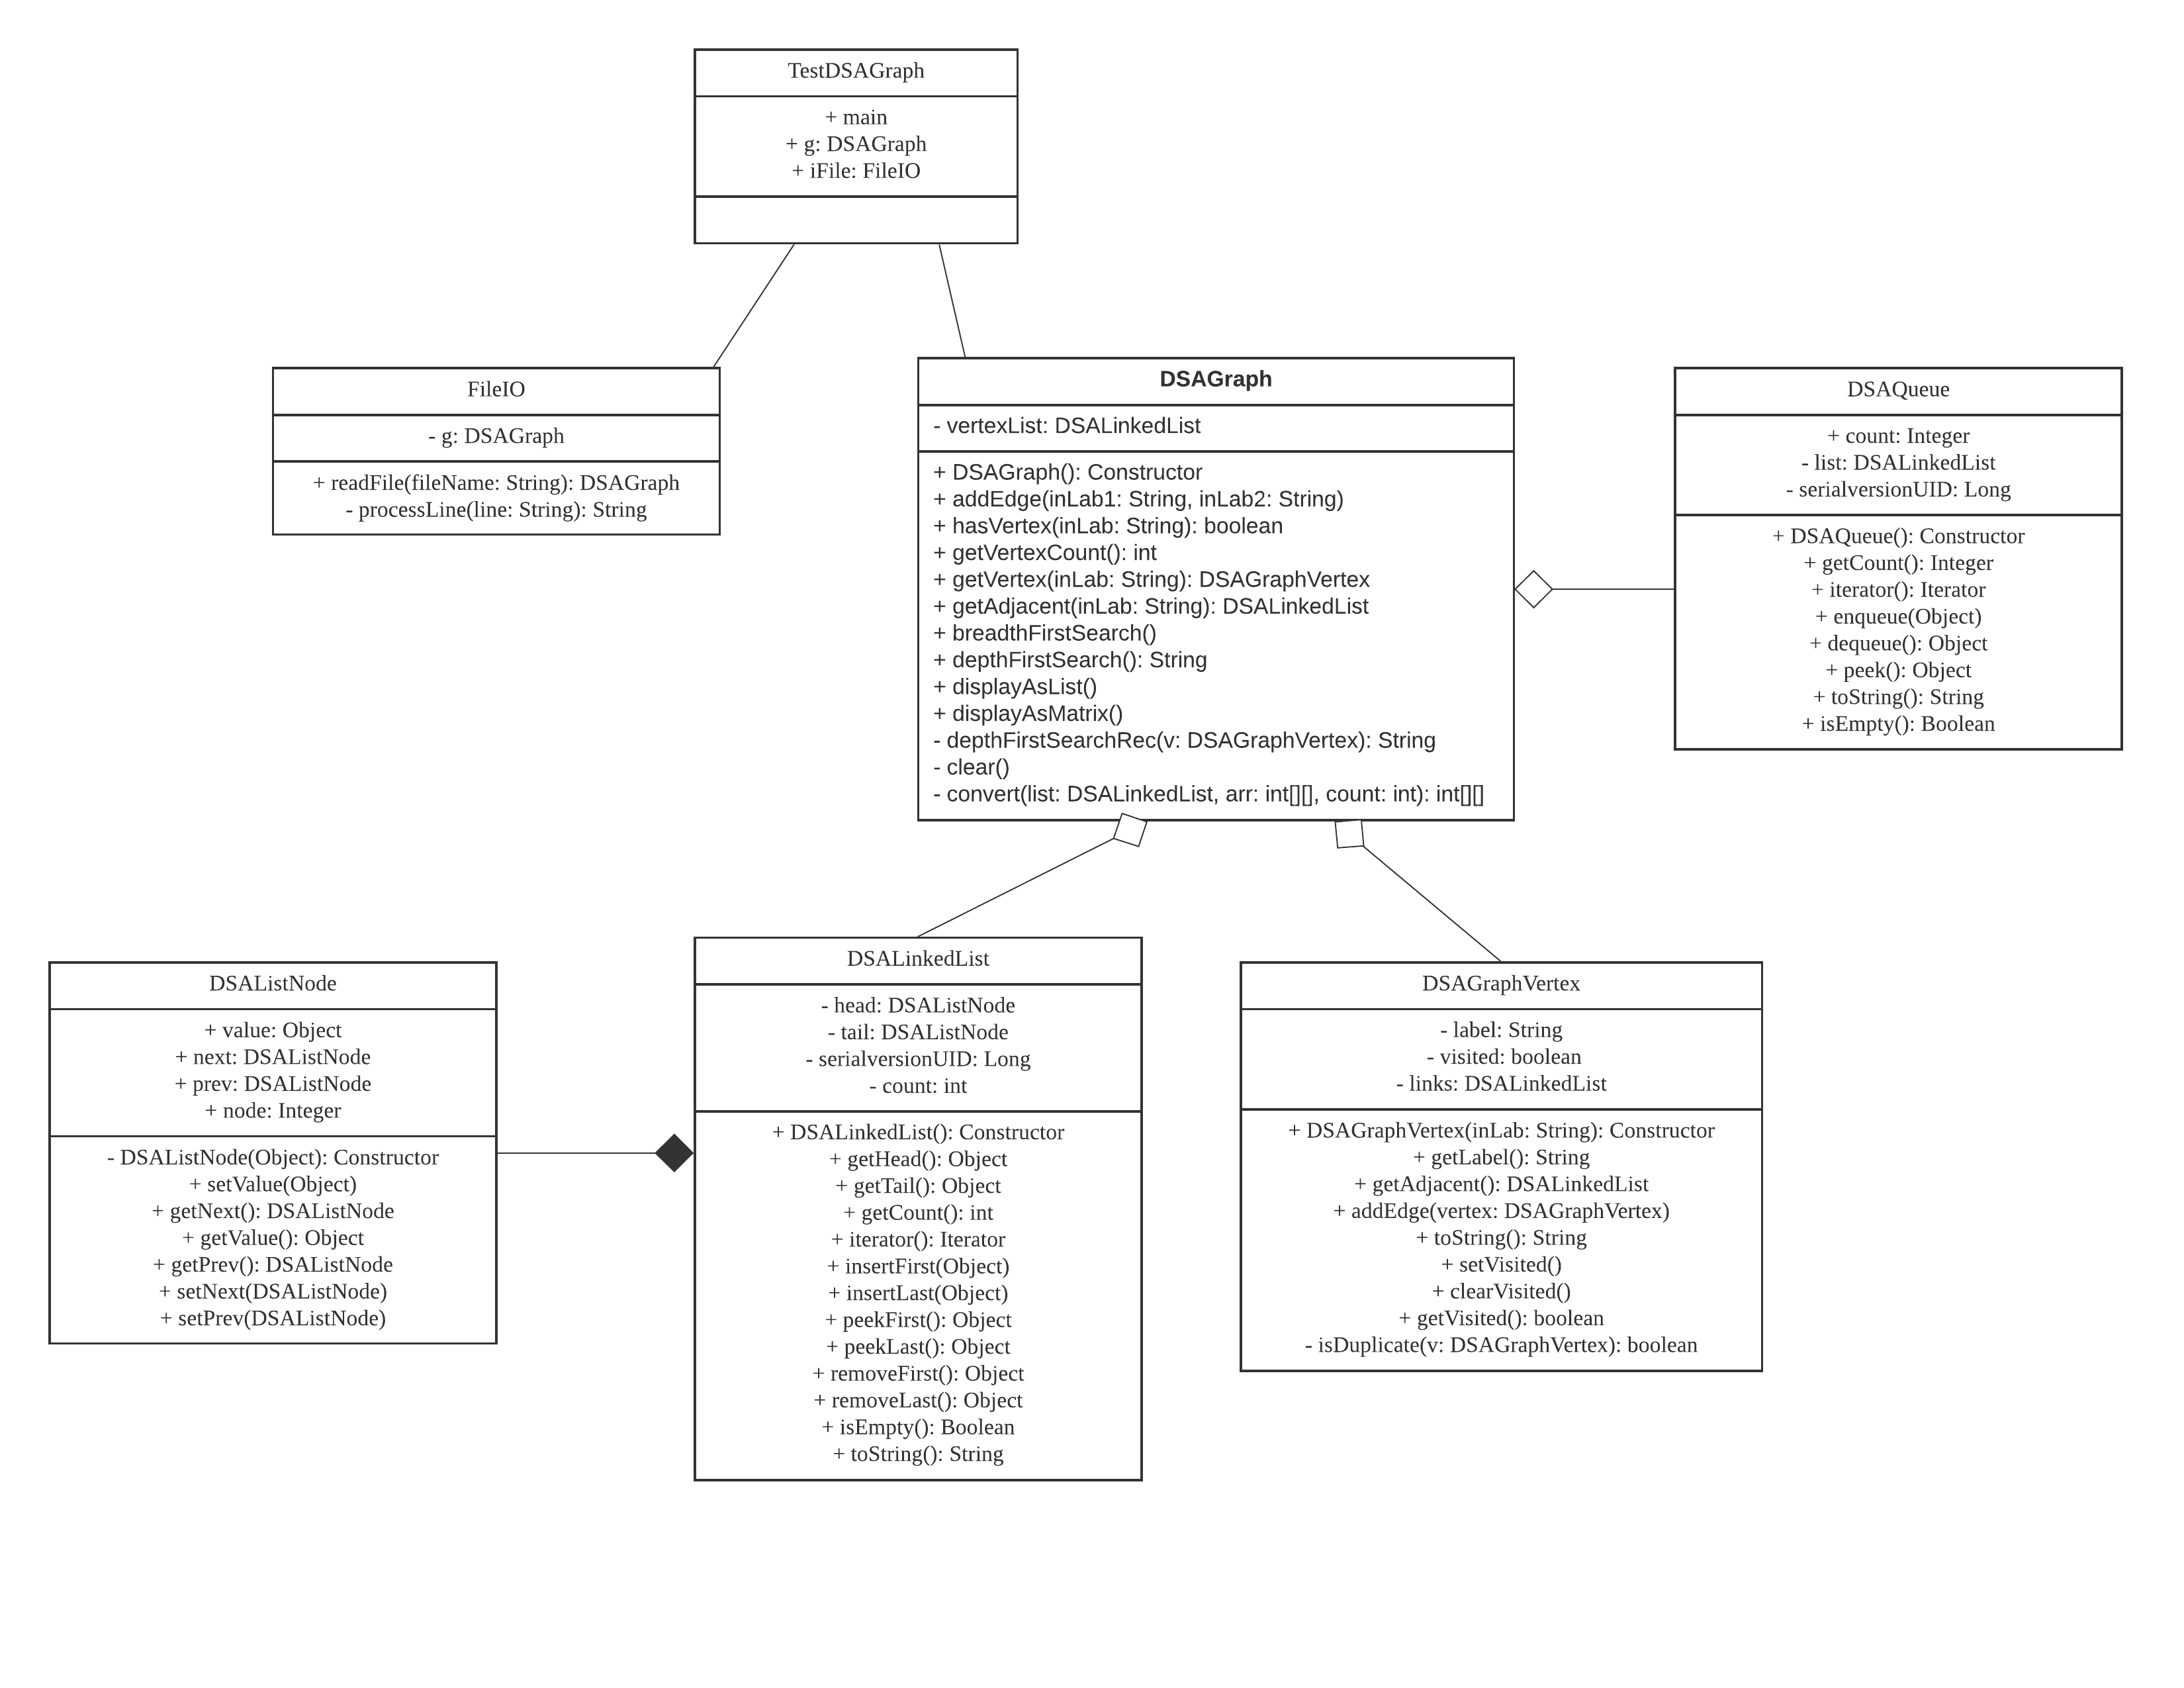 TestDSAGraph
+ main
+ g: DSAGraph
+ iFile: FileIO
FileIO
- g: DSAGraph
+ readFile(fileName: String): DSAGraph
- processLine(line: String): String
DSAGraph
- vertexList: DSALinkedList
+ DSAGraph(): Constructor
+ addEdge(inLab1: String, inLab2: String)
+ hasVertex(inLab: String): boolean
+ getVertexCount(): int
+ getVertex(inLab: String): DSAGraphVertex
+ getAdjacent(inLab: String): DSALinkedList
+ breadthFirstSearch()
+ depthFirstSearch(): String
+ displayAsList()
+ displayAsMatrix()
- depthFirstSearchRec(v: DSAGraphVertex): String
- clear()
- convert(list: DSALinkedList, arr: int[][], count: int): int[][]
DSAQueue
+ count: Integer
- list: DSALinkedList
- serialversionUID: Long
+ DSAQueue(): Constructor
+ getCount(): Integer
+ iterator(): Iterator
+ enqueue(Object)
+ dequeue(): Object
+ peek(): Object
+ toString(): String
+ isEmpty(): Boolean
DSAListNode
+ value: Object
+ next: DSAListNode
+ prev: DSAListNode
+ node: Integer
- DSAListNode(Object): Constructor
+ setValue(Object)
+ getNext(): DSAListNode
+ getValue(): Object
+ getPrev(): DSAListNode
+ setNext(DSAListNode)
+ setPrev(DSAListNode)
DSALinkedList
- head: DSAListNode
- tail: DSAListNode
- serialversionUID: Long
- count: int
+ DSALinkedList(): Constructor
+ getHead(): Object
+ getTail(): Object
+ getCount(): int
+ iterator(): Iterator
+ insertFirst(Object)
+ insertLast(Object)
+ peekFirst(): Object
+ peekLast(): Object
+ removeFirst(): Object
+ removeLast(): Object
+ isEmpty(): Boolean
+ toString(): String
DSAGraphVertex
- label: String
- visited: boolean
- links: DSALinkedList
+ DSAGraphVertex(inLab: String): Constructor
+ getLabel(): String
+ getAdjacent(): DSALinkedList
+ addEdge(vertex: DSAGraphVertex)
+ toString(): String
+ setVisited()
+ clearVisited()
+ getVisited(): boolean
- isDuplicate(v: DSAGraphVertex): boolean